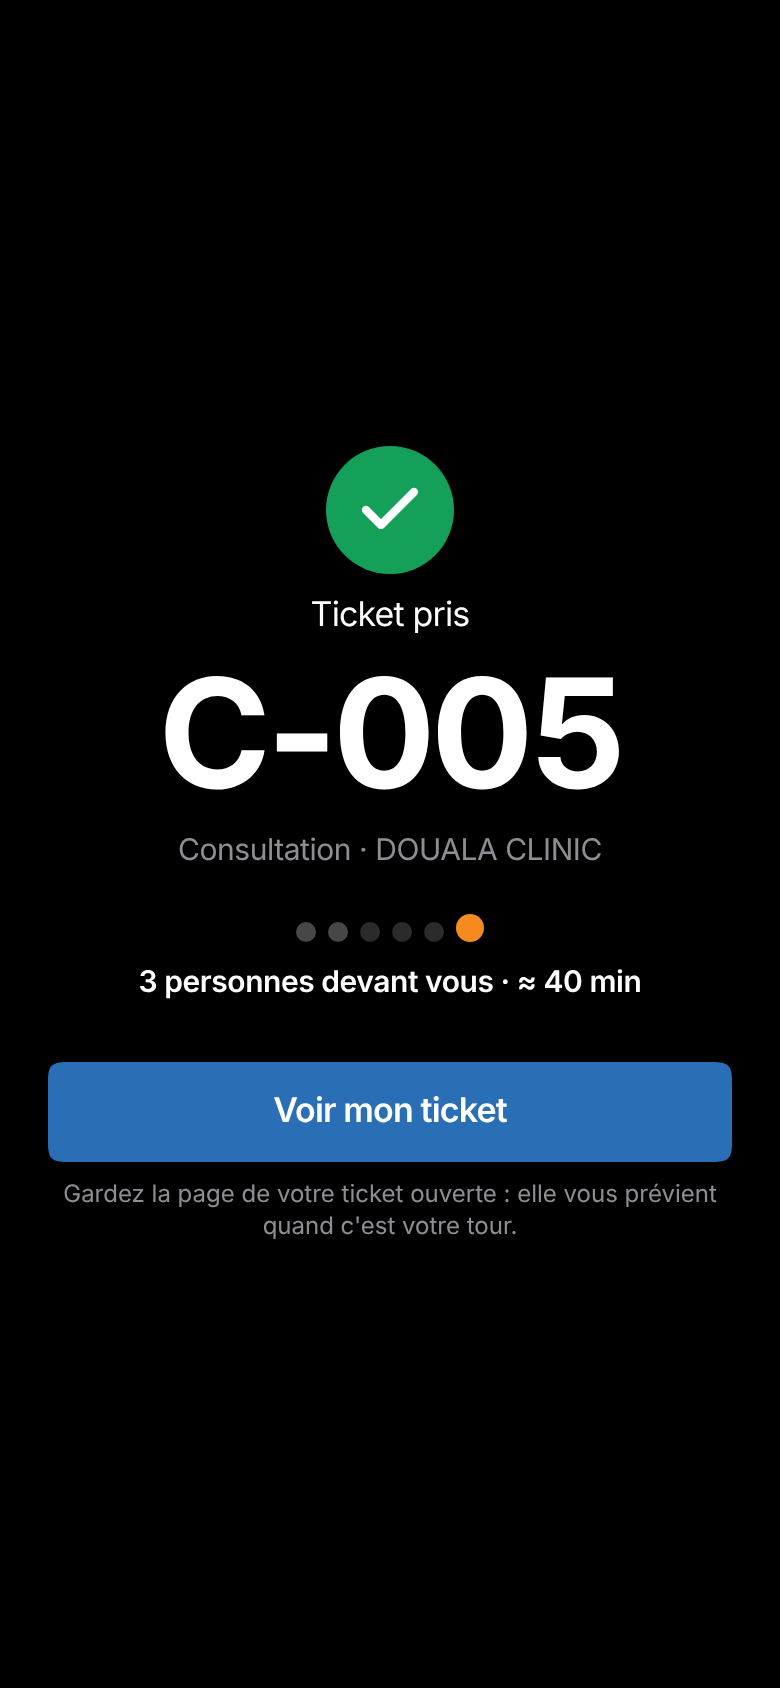 Ticket pris
C-005
Consultation · DOUALA CLINIC
3 personnes devant vous · ≈ 40 min
Voir mon ticket
Gardez la page de votre ticket ouverte : elle vous prévient
quand c'est votre tour.